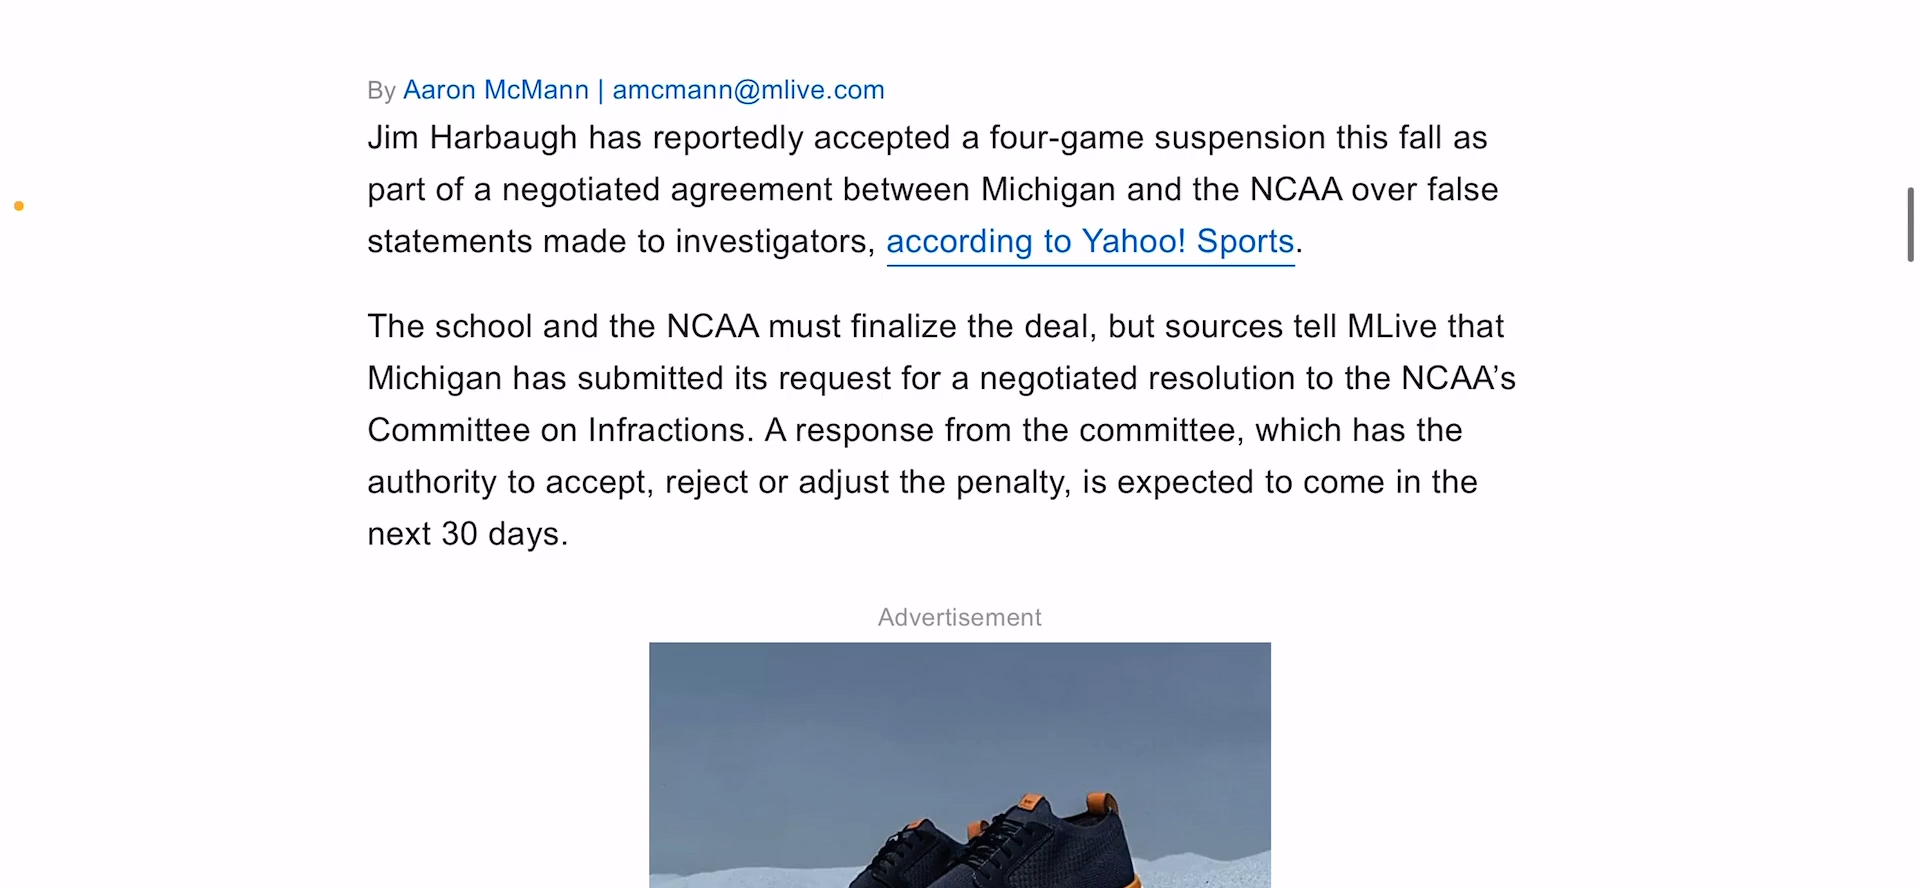 By Aaron McMann | amcmann@mlive.com
Jim Harbaugh has reportedly accepted a four-game suspension this fall as
part of a negotiated agreement between Michigan and the NCAA over false
statements made to investigators, according to Yahoo! Sports.
The school and the NCAA must finalize the deal, but sources tell MLive that
Michigan has submitted its request for a negotiated resolution to the NCAA’s
Committee on Infractions. A response from the committee, which has the
authority to accept, reject or adjust the penalty, is expected to come in the
next 30 days.
Advertisement